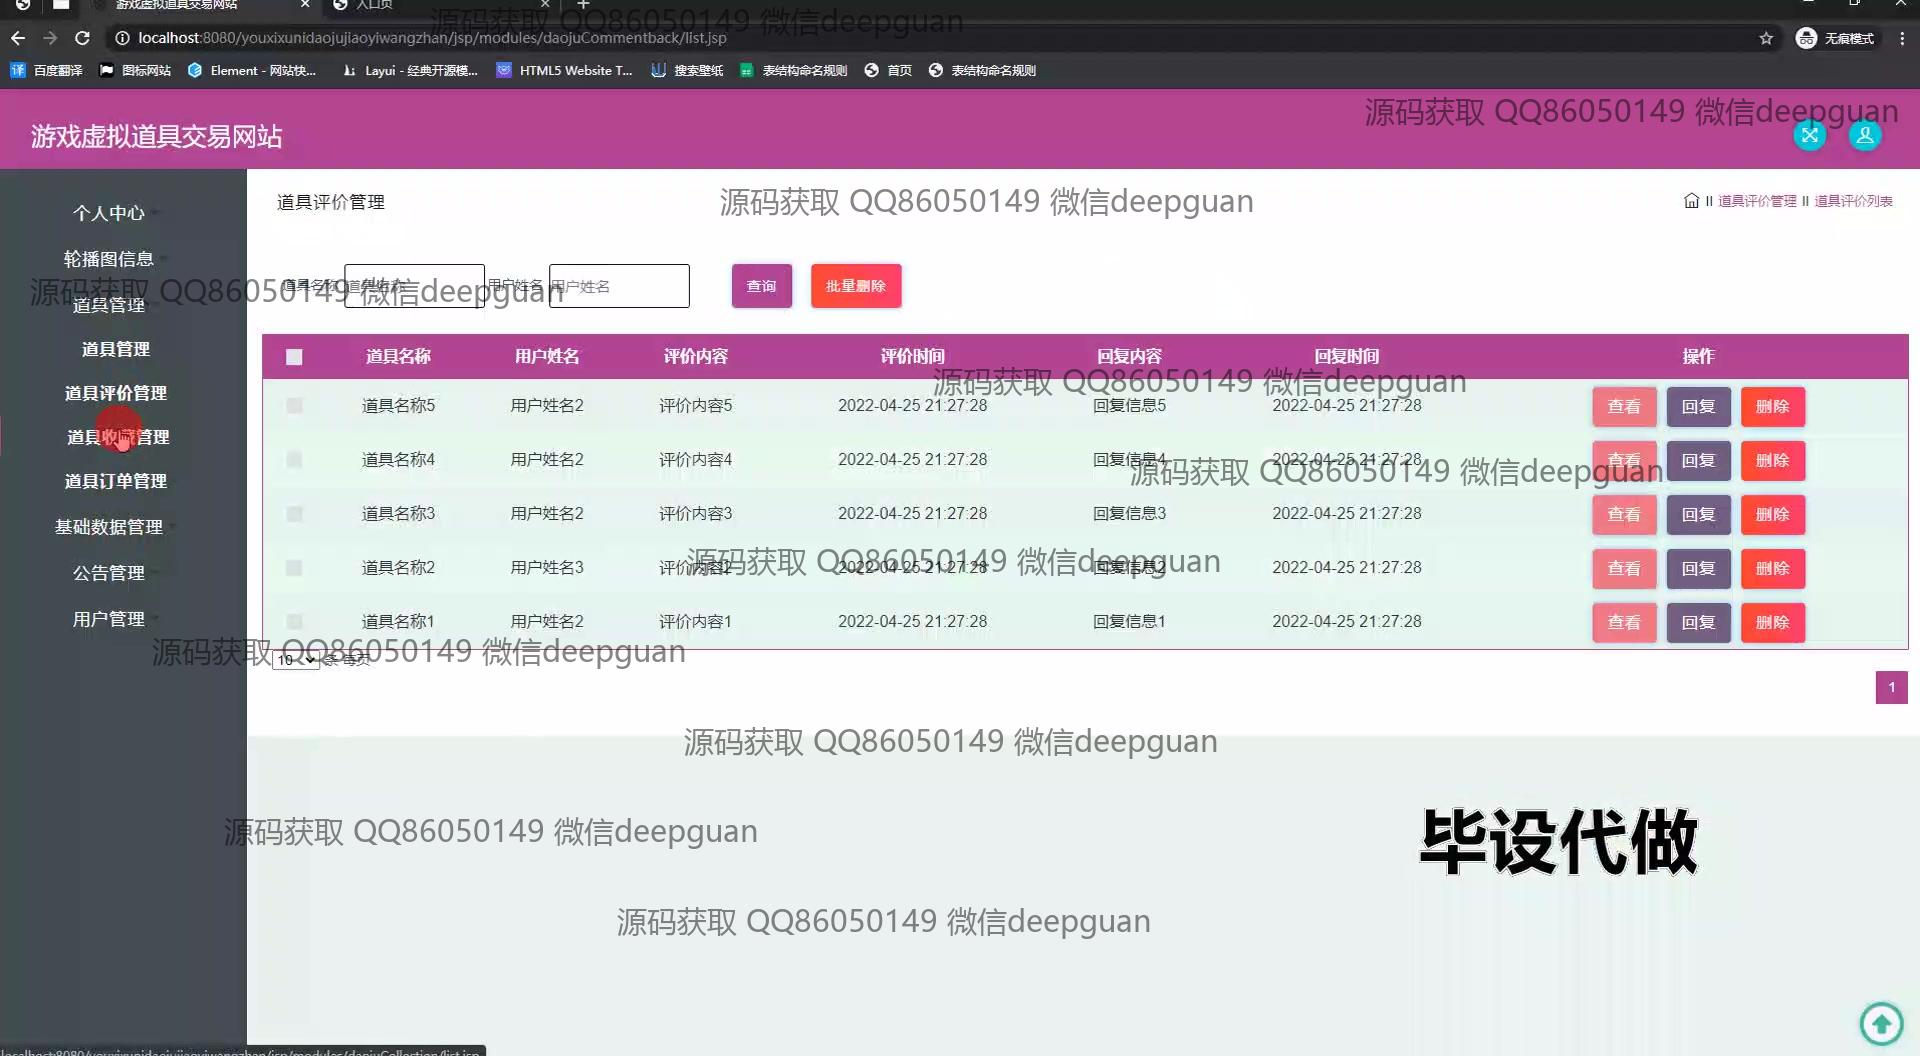 游戏虚拟道具交易网站
入口页
源码获取 QQ86050149 微信deepguan
localhost:8080/youxixunidaojujiaoyiwangzhan/jsp/modules/daojuCommentback/list.jsp
无痕模式
百度翻译 图标网站 Element - 网站快... Layui - 经典开源模... HTML5 Website T... 搜索壁纸 表结构命名规则 首页 表结构命名规则
源码获取 QQ86050149 微信deepguan
游戏虚拟道具交易网站
个人中心
轮播图信息
道具管理
道具管理
道具评价管理
道具收藏管理
道具订单管理
基础数据管理
公告管理
用户管理
道具评价管理
源码获取 QQ86050149 微信deepguan
道具评价管理 II 道具评价列表
源码获取 QQ86050149 微信deepguan
道具名称 道具名称 用户姓名 用户姓名 查询 批量删除
道具名称 用户姓名 评价内容 评价时间 回复内容 回复时间 操作
源码获取 QQ86050149 微信deepguan
道具名称5 用户姓名2 评价内容5 2022-04-25 21:27:28 回复信息5 2022-04-25 21:27:28 查看 回复 删除
道具名称4 用户姓名2 评价内容4 2022-04-25 21:27:28 回复信息4 2022-04-25 21:27:28 查看 回复 删除
源码获取 QQ86050149 微信deepguan
道具名称3 用户姓名2 评价内容3 2022-04-25 21:27:28 回复信息3 2022-04-25 21:27:28 查看 回复 删除
源码获取 QQ86050149 微信deepguan
道具名称2 用户姓名3 评价内容2 2022-04-25 21:27:28 回复信息2 2022-04-25 21:27:28 查看 回复 删除
道具名称1 用户姓名2 评价内容1 2022-04-25 21:27:28 回复信息1 2022-04-25 21:27:28 查看 回复 删除
源码获取 QQ86050149 微信deepguan
10 条 每页
1
源码获取 QQ86050149 微信deepguan
源码获取 QQ86050149 微信deepguan
毕设代做
源码获取 QQ86050149 微信deepguan
localhost:8080/youxixunidaojujiaoyiwangzhan/jsp/modules/daojuCollection/list.jsp